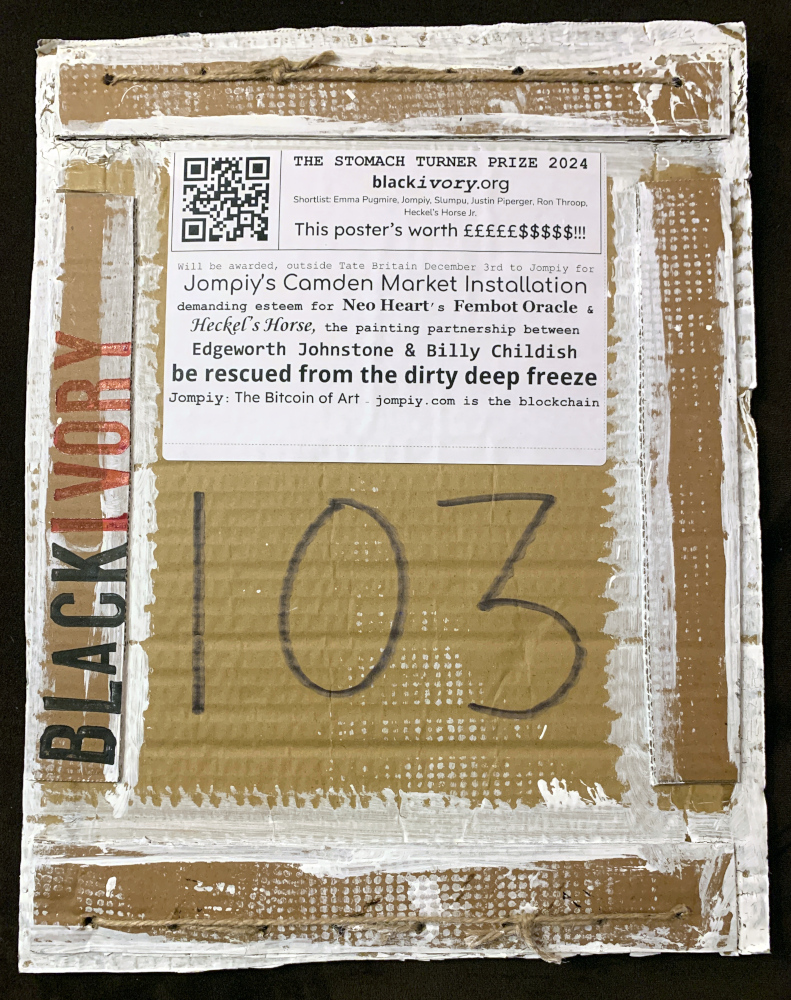 THE STOMACH TURNER PRIZE 2024
blackivory.org
Shortlist: Emma Pugmire, Jompiy, Slumpu, Justin Piperger, Ron Throop,
Heckel's Horse Jr.
This poster's worth £££££$$$$$!!!
Will be awarded, outside Tate Britain December 3rd to Jompiy for
Jompiy's Camden Market Installation
demanding esteem for Neo Heart's Fembot Oracle &
Heckel's Horse, the painting partnership between
Edgeworth Johnstone & Billy Childish
be rescued from the dirty deep freeze
Jompiy: The Bitcoin of Art - jompiy.com is the blockchain
BLACKIVORY
103